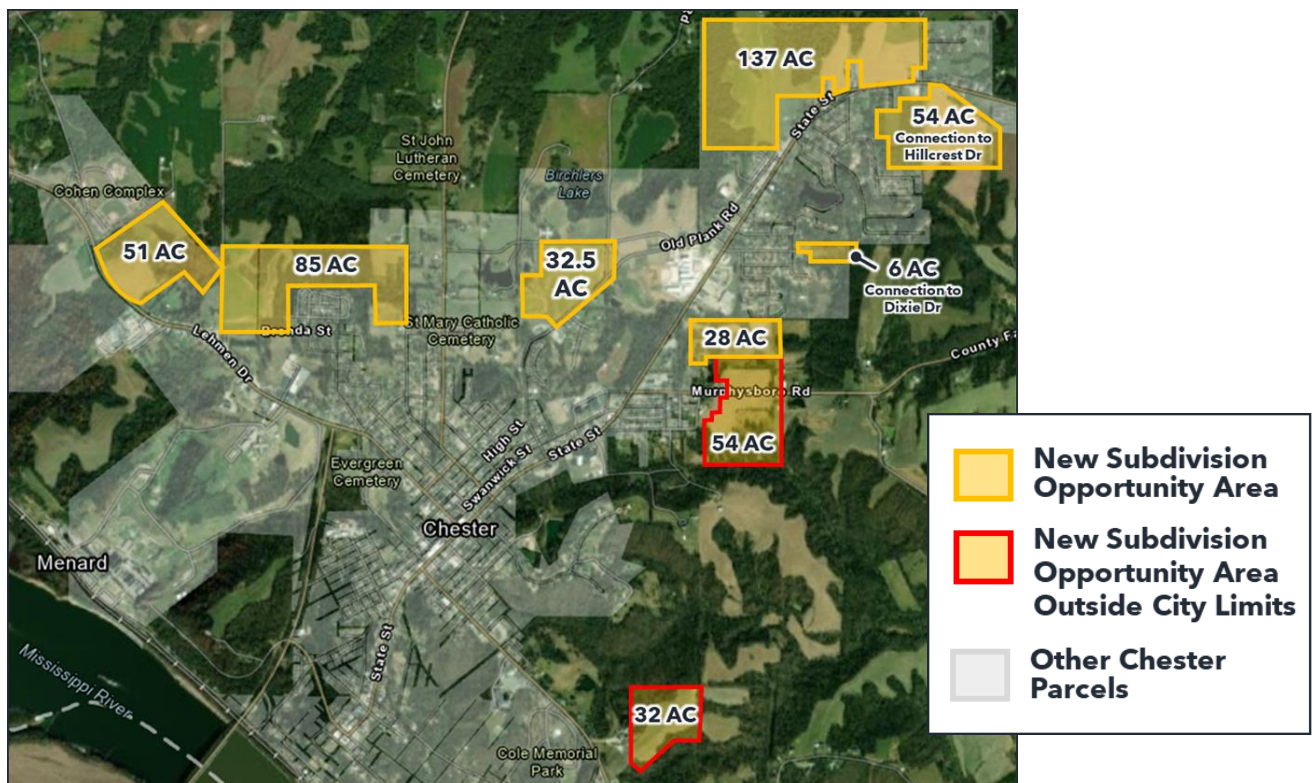 137 AC
State St
54 AC
Connection to
Hillcrest Dr
St John
Lutheran
Cemetery
Birchlers
Lake
Cohen Complex
Old Plank Rd
51 AC
85 AC
32.5
AC
6 AC
Connection to
Dixie Dr
Brenda St
St Mary Catholic
Cemetery
Lehmen Dr
28 AC
County Fa
Murphysboro Rd
54 AC
High St
Swanwick St
State St
Evergreen
Cemetery
Chester
Menard
Mississippi River
State St
32 AC
Cole Memorial
Park
New Subdivision
Opportunity Area
New Subdivision
Opportunity Area
Outside City Limits
Other Chester
Parcels